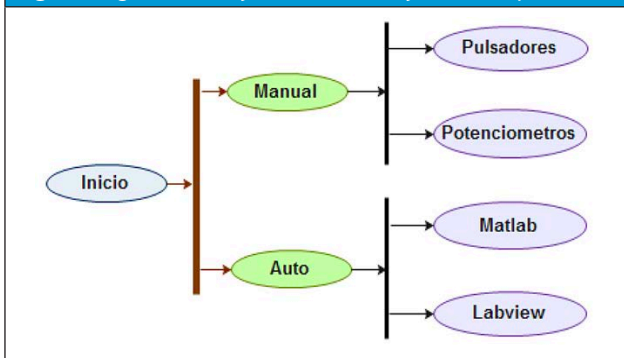 Pulsadores
Manual
Potenciometros
Inicio
Matlab
Auto
Labview